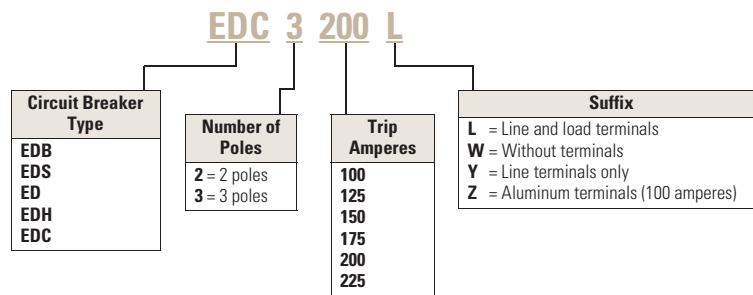 EDC 3 200 L
Circuit Breaker
Type
EDB
EDS
ED
EDH
EDC
Number of
Poles
2 = 2 poles
3 = 3 poles
Trip
Amperes
100
125
150
175
200
225
Suffix
L = Line and load terminals
W = Without terminals
Y = Line terminals only
Z = Aluminum terminals (100 amperes)